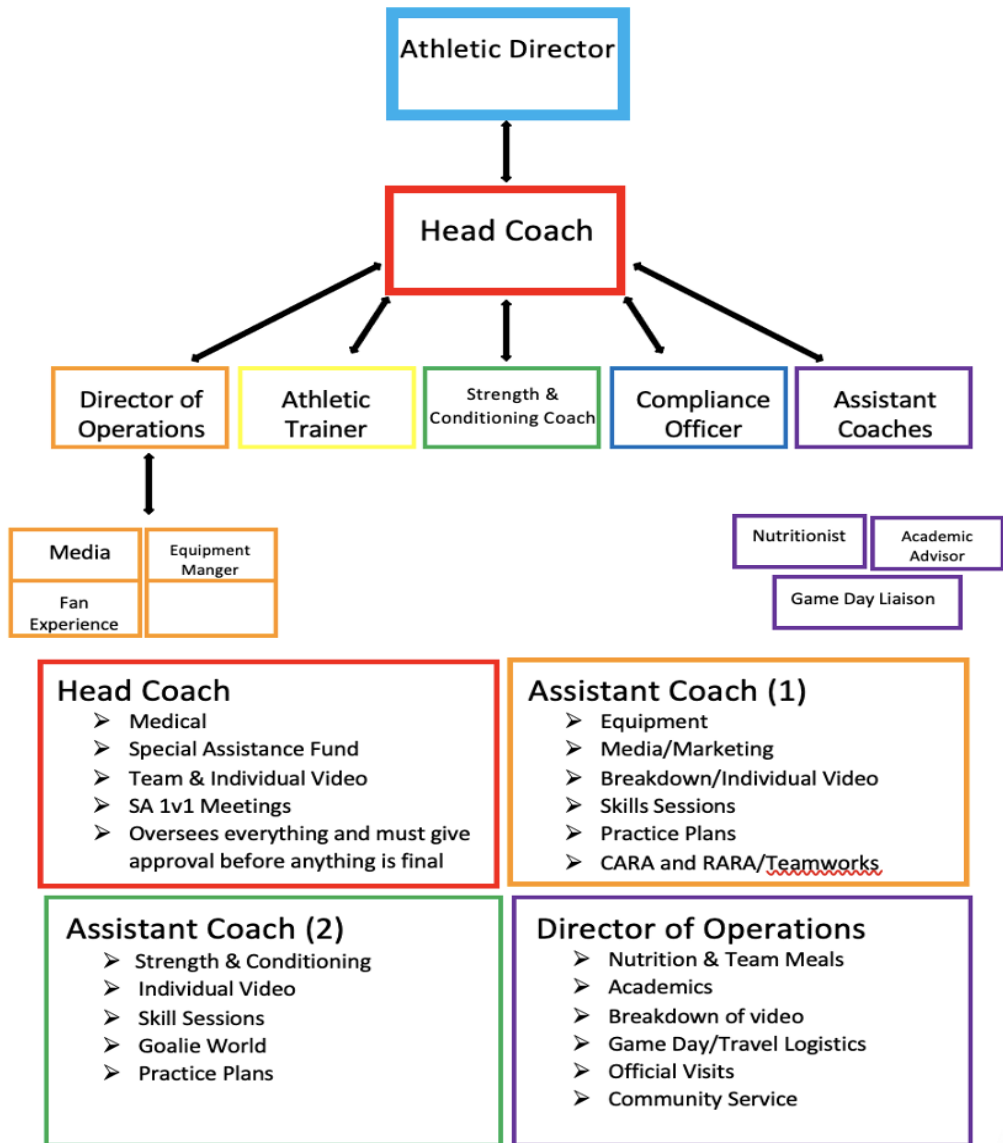 Athletic Director
Head Coach
Director of
Operations
Athletic
Trainer
Strength &
Conditioning Coach
Compliance
Officer
Assistant
Coaches
Media
Equipment
Manger
Fan
Experience
Nutritionist
Academic
Advisor
Game Day Liaison
Head Coach
➢ Medical
➢ Special Assistance Fund
➢ Team & Individual Video
➢ SA 1v1 Meetings
➢ Oversees everything and must give
approval before anything is final
Assistant Coach (1)
➢ Equipment
➢ Media/Marketing
➢ Breakdown/Individual Video
➢ Skills Sessions
➢ Practice Plans
➢ CARA and RARA/Teamworks
Assistant Coach (2)
➢ Strength & Conditioning
➢ Individual Video
➢ Skill Sessions
➢ Goalie World
➢ Practice Plans
Director of Operations
➢ Nutrition & Team Meals
➢ Academics
➢ Breakdown of video
➢ Game Day/Travel Logistics
➢ Official Visits
➢ Community Service